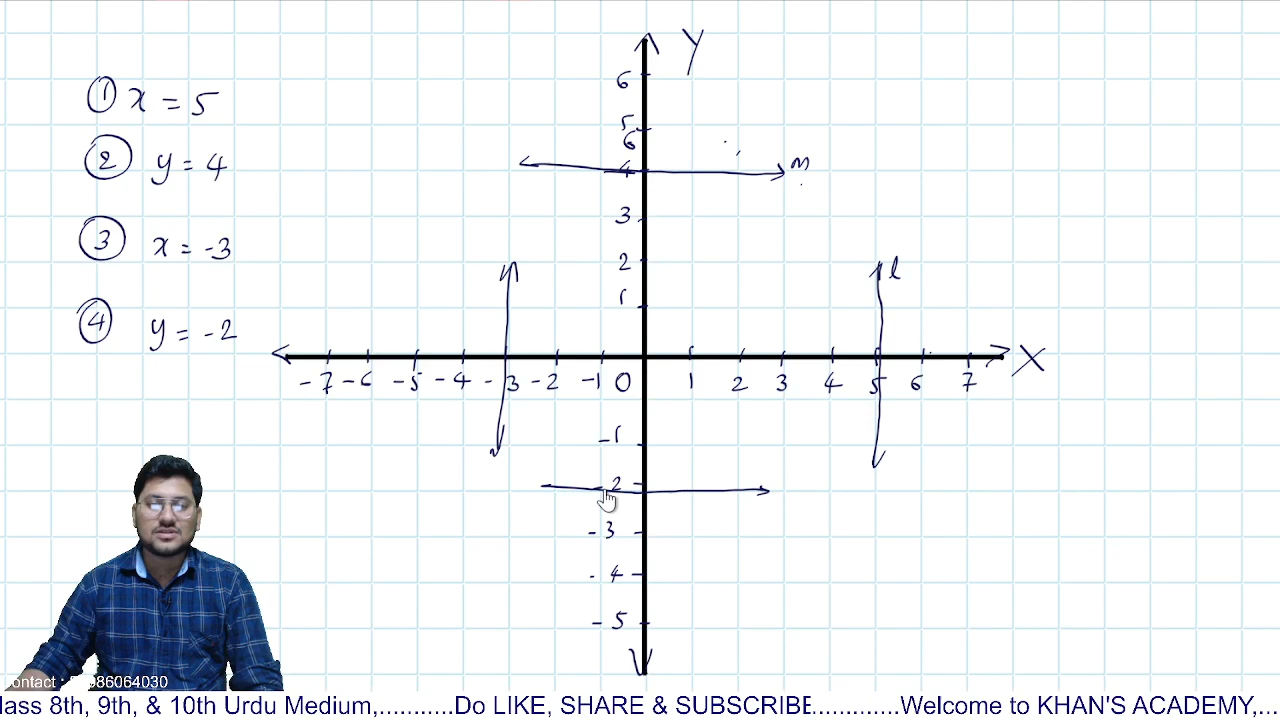 ① x = 5
② y = 4
③ x = -3
④ y = -2
Y
6
5
6
4
m
3
2
l
1
-7 -6 -5 -4 -3 -2 -1 0 1 2 3 4 5 6 7 X
-1
2
-3
-4
-5
986064030
8th, 9th, & 10th Urdu Medium,...........Do LIKE, SHARE & SUBSCRIBE.............Welcome to KHAN'S ACADEMY,...